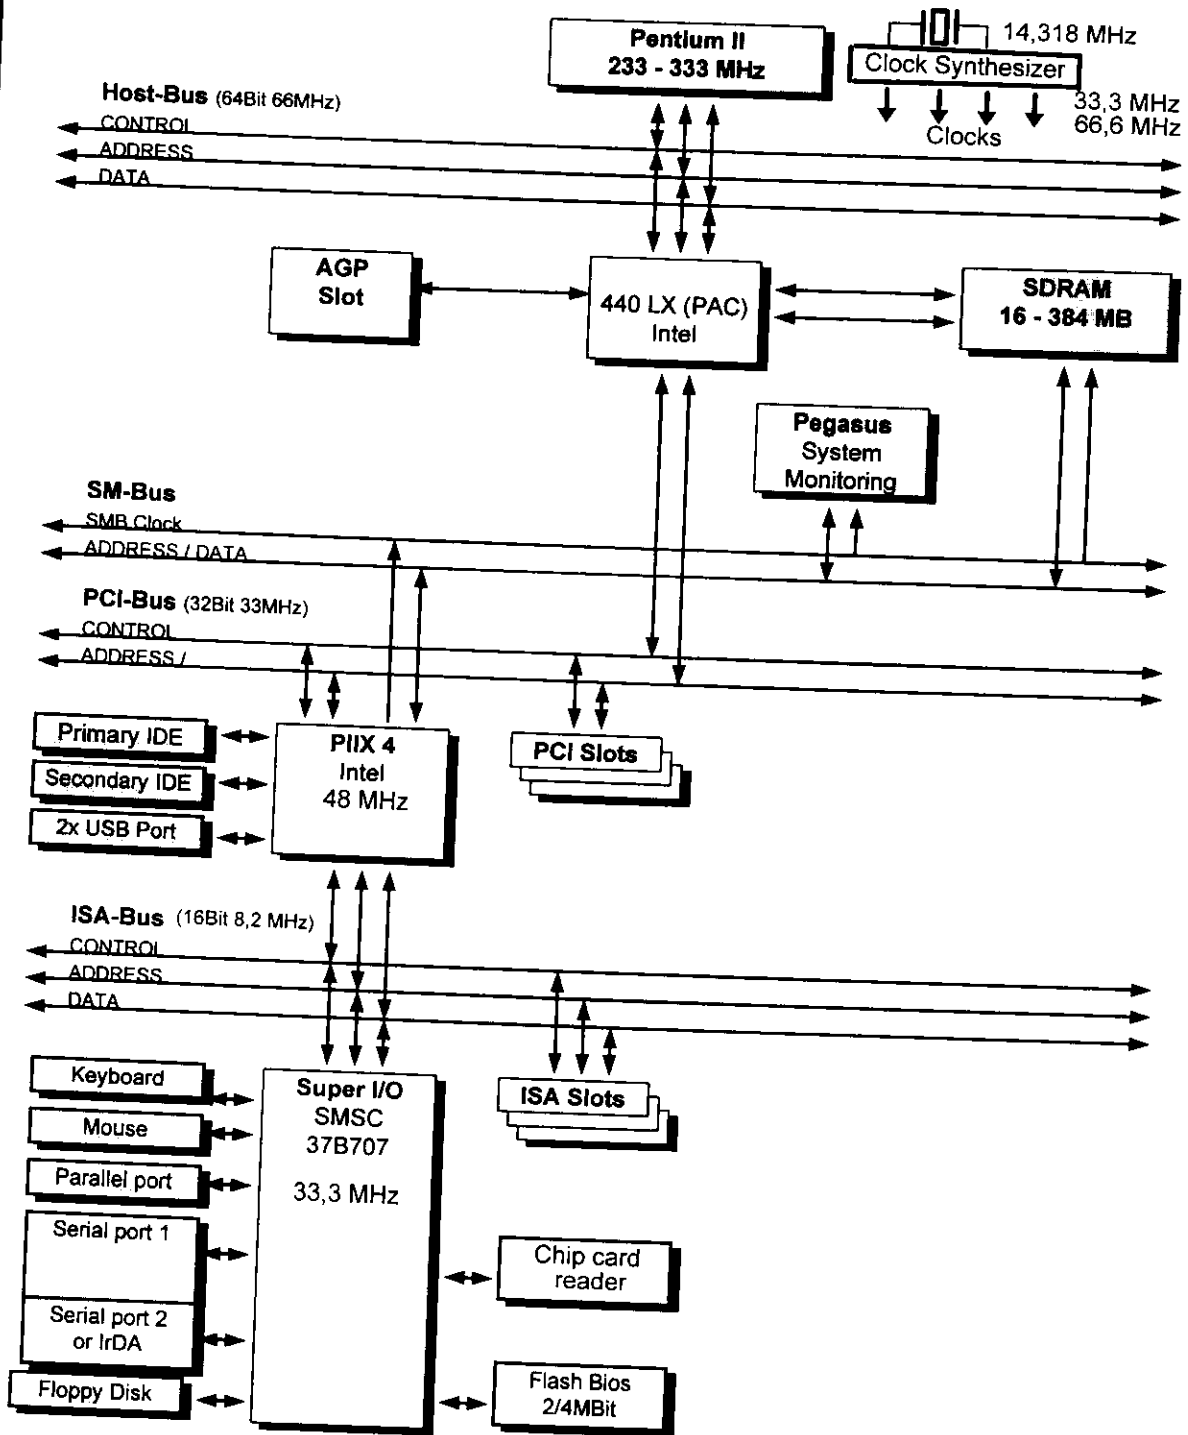 Pentium II
233 - 333 MHz
14,318 MHz
Clock Synthesizer
33,3 MHz
66,6 MHz
Clocks
Host-Bus (64Bit 66MHz)
CONTROL
ADDRESS
DATA
AGP
Slot
440 LX (PAC)
Intel
SDRAM
16 - 384 MB
Pegasus
System
Monitoring
SM-Bus
SMB Clock
ADDRESS / DATA
PCI-Bus (32Bit 33MHz)
CONTROL
ADDRESS /
Primary IDE
Secondary IDE
2x USB Port
PIIX 4
Intel
48 MHz
PCI Slots
ISA-Bus (16Bit 8,2 MHz)
CONTROL
ADDRESS
DATA
Keyboard
Mouse
Parallel port
Serial port 1
Serial port 2
or IrDA
Floppy Disk
Super I/O
SMSC
37B707
33,3 MHz
ISA Slots
Chip card
reader
Flash Bios
2/4MBit